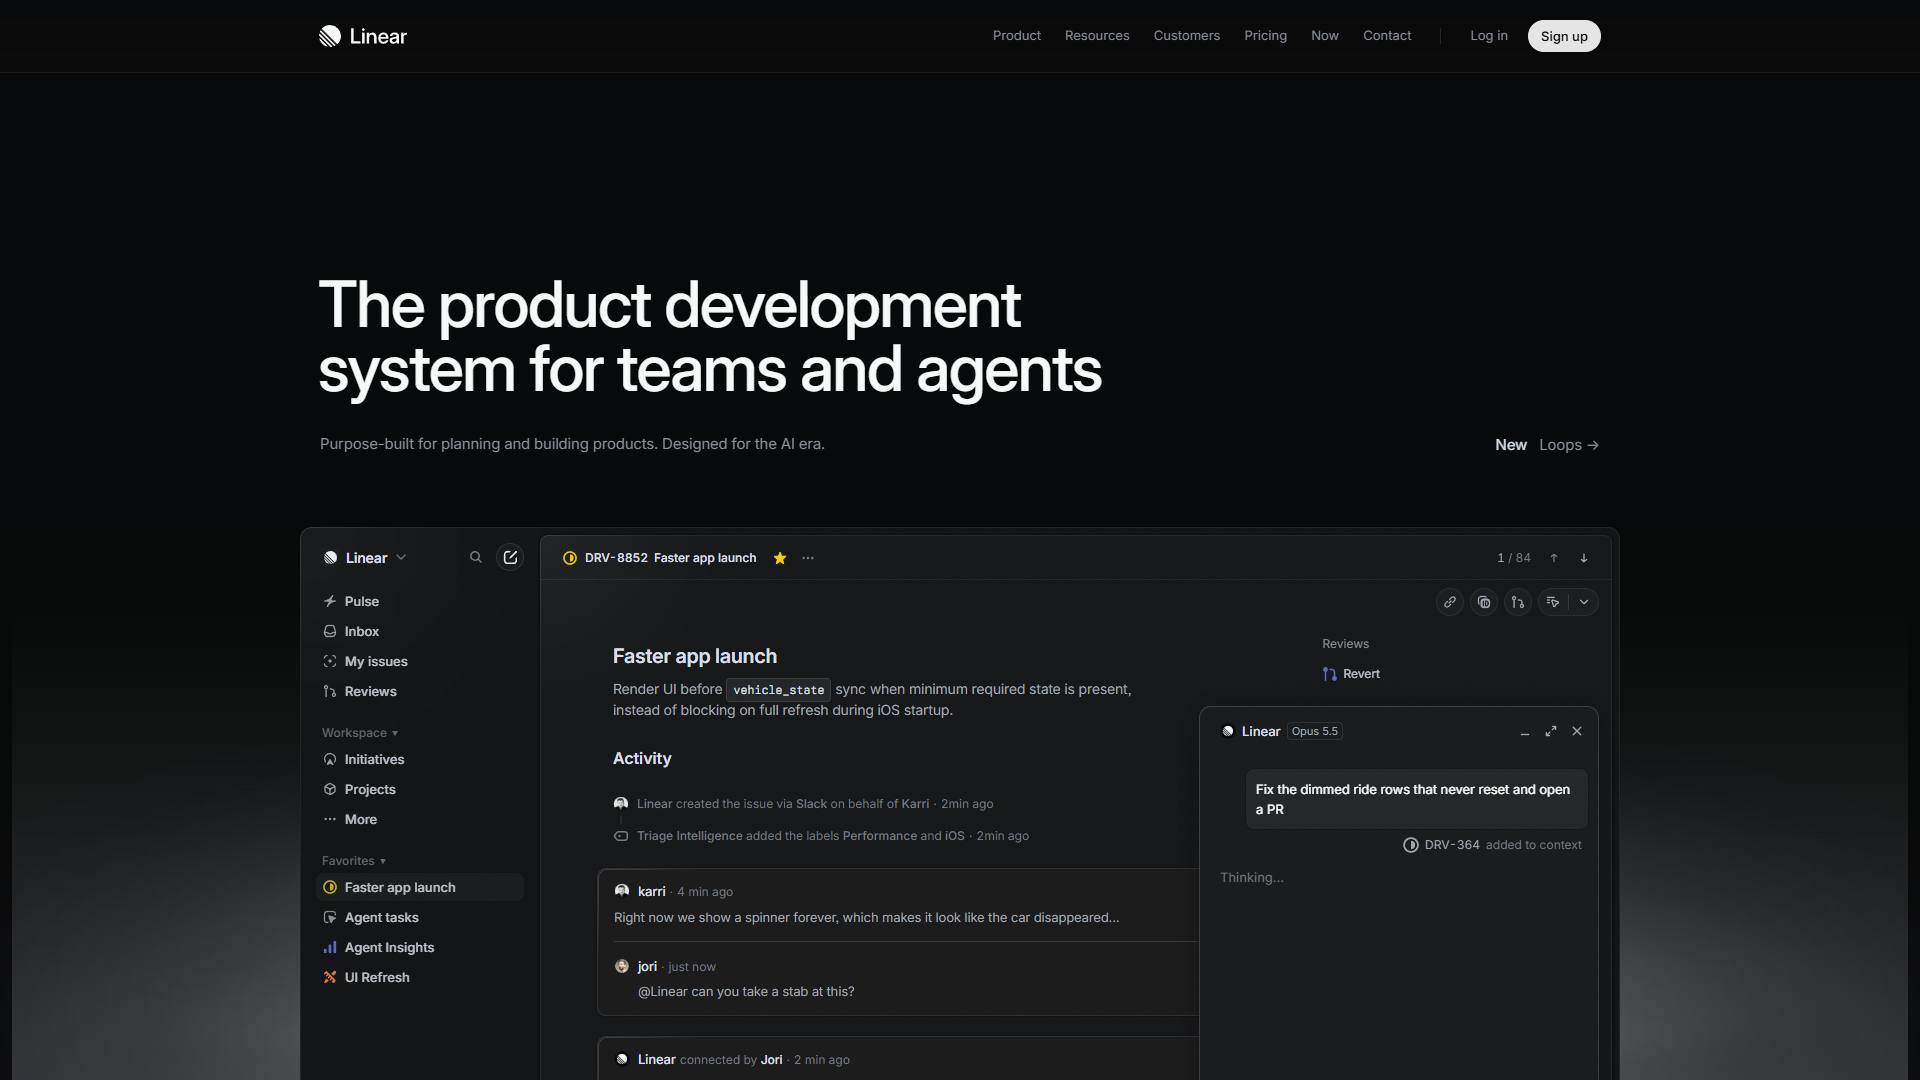 Linear
Product
Resources
Customers
Pricing
Now
Contact
Log in
Sign up
The product development
system for teams and agents
Purpose-built for planning and building products. Designed for the AI era.
New Loops →
Linear
Pulse
Inbox
My issues
Reviews
Workspace
Initiatives
Projects
More
Favorites
Faster app launch
Agent tasks
Agent Insights
UI Refresh
DRV-8852 Faster app launch
1 / 84
Faster app launch
Render UI before vehicle_state sync when minimum required state is present,
instead of blocking on full refresh during iOS startup.
Activity
Linear created the issue via Slack on behalf of Karri · 2min ago
Triage Intelligence added the labels Performance and iOS · 2min ago
karri · 4 min ago
Right now we show a spinner forever, which makes it look like the car disappeared...
jori · just now
@Linear can you take a stab at this?
Linear connected by Jori · 2 min ago
Reviews
Revert
Linear Opus 5.5
Fix the dimmed ride rows that never reset and open
a PR
DRV-364 added to context
Thinking...